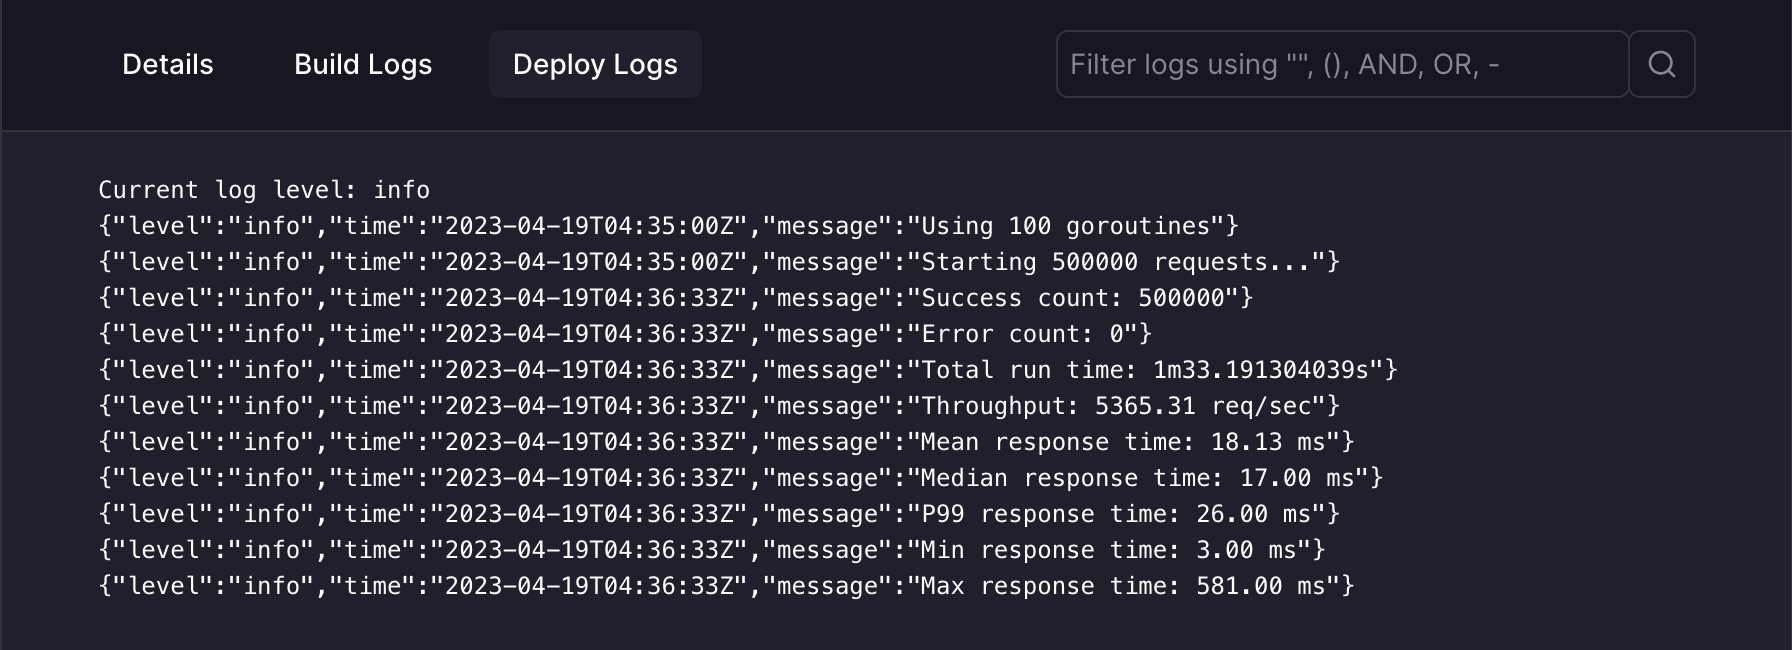 Details
Build Logs
Deploy Logs
Filter logs using "", (), AND, OR, -
Current log level: info
{"level":"info","time":"2023-04-19T04:35:00Z","message":"Using 100 goroutines"}
{"level":"info","time":"2023-04-19T04:35:00Z","message":"Starting 500000 requests..."}
{"level":"info","time":"2023-04-19T04:36:33Z","message":"Success count: 500000"}
{"level":"info","time":"2023-04-19T04:36:33Z","message":"Error count: 0"}
{"level":"info","time":"2023-04-19T04:36:33Z","message":"Total run time: 1m33.191304039s"}
{"level":"info","time":"2023-04-19T04:36:33Z","message":"Throughput: 5365.31 req/sec"}
{"level":"info","time":"2023-04-19T04:36:33Z","message":"Mean response time: 18.13 ms"}
{"level":"info","time":"2023-04-19T04:36:33Z","message":"Median response time: 17.00 ms"}
{"level":"info","time":"2023-04-19T04:36:33Z","message":"P99 response time: 26.00 ms"}
{"level":"info","time":"2023-04-19T04:36:33Z","message":"Min response time: 3.00 ms"}
{"level":"info","time":"2023-04-19T04:36:33Z","message":"Max response time: 581.00 ms"}